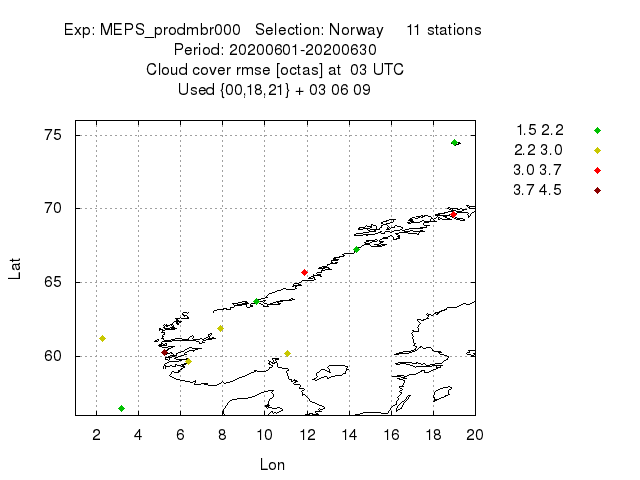 Exp: MEPS_prodmbr000 Selection: Norway 11 stations
Period: 20200601-20200630
Cloud cover rmse [octas] at 03 UTC
Used {00,18,21} + 03 06 09
75
70
65
60
Lat
2 4 6 8 10 12 14 16 18 20
Lon
1.5 2.2
2.2 3.0
3.0 3.7
3.7 4.5